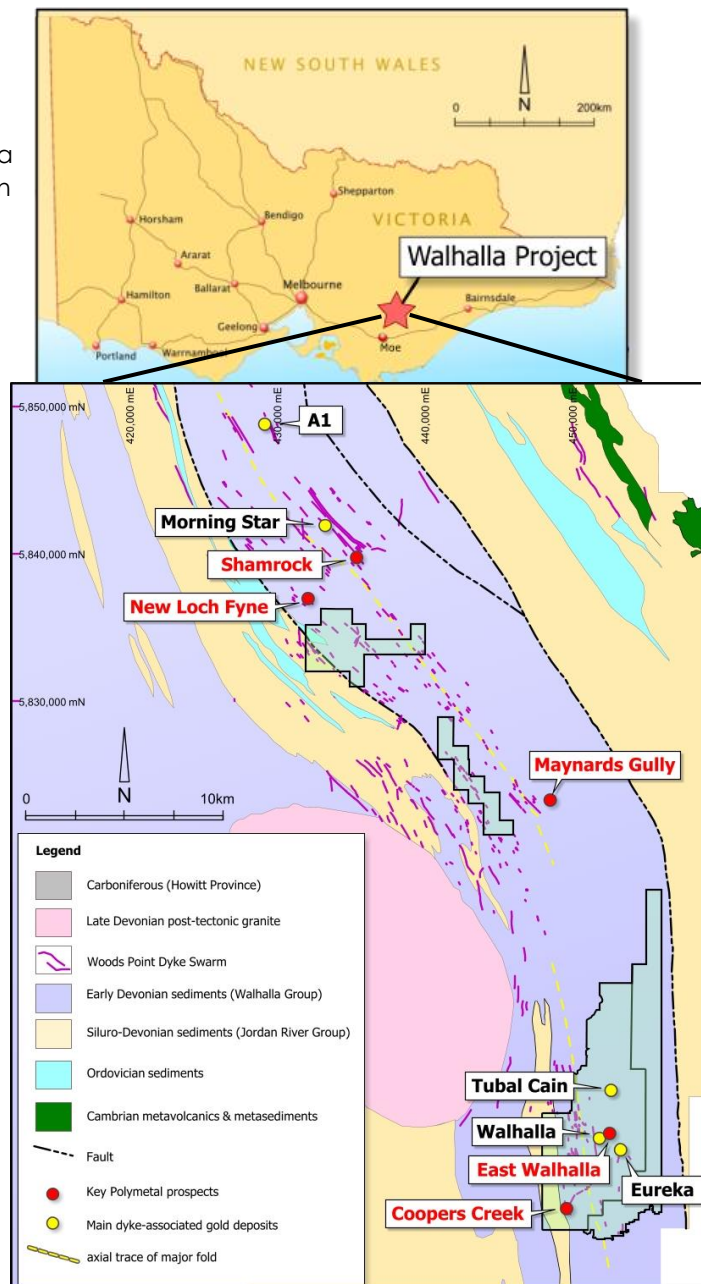 a
n
NEW SOUTH WALES
N
0 200km
Shepparton
Horsham
Bendigo
VICTORIA
Ararat
Walhalla Project
Ballarat
Melbourne
Hamilton
Bairnsdale
Geelong
Portland
Warrnambool
Moe
5,850,000 mN
420,000 mE
430,000 mE
440,000 mE
450,000 mE
A1
Morning Star
5,840,000 mN
Shamrock
New Loch Fyne
5,830,000 mN
Maynards Gully
0 N 10km
Legend
Carboniferous (Howitt Province)
Late Devonian post-tectonic granite
Woods Point Dyke Swarm
Early Devonian sediments (Walhalla Group)
Siluro-Devonian sediments (Jordan River Group)
Ordovician sediments
Cambrian metavolcanics & metasediments
Fault
Key Polymetal prospects
Main dyke-associated gold deposits
axial trace of major fold
Tubal Cain
Walhalla
East Walhalla
Eureka
Coopers Creek